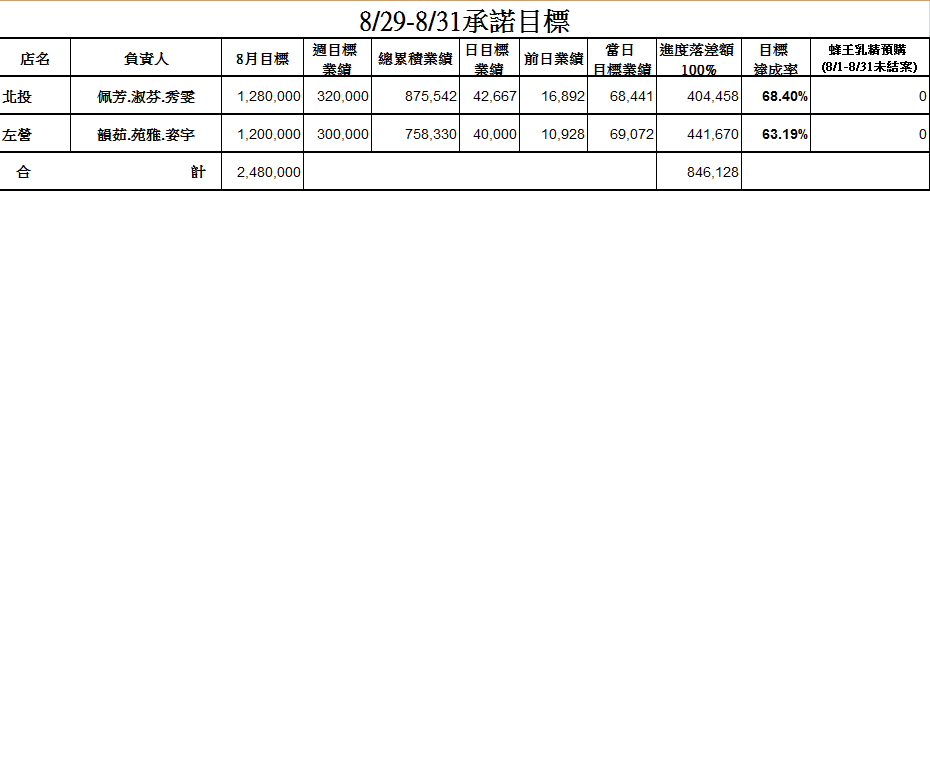 8/29-8/31承諾目標
店名 負責人 8月目標 週目標業績 總累積業績 日目標業績 前日業績 當日目標業績 進度落差額100% 目標達成率 蜂王乳精預購(8/1-8/31未結案)
北投 佩芳.淑芬.秀雯 1,280,000 320,000 875,542 42,667 16,892 68,441 404,458 68.40% 0
左營 韻茹.苑雅.姿宇 1,200,000 300,000 758,330 40,000 10,928 69,072 441,670 63.19% 0
合 計 2,480,000 846,128